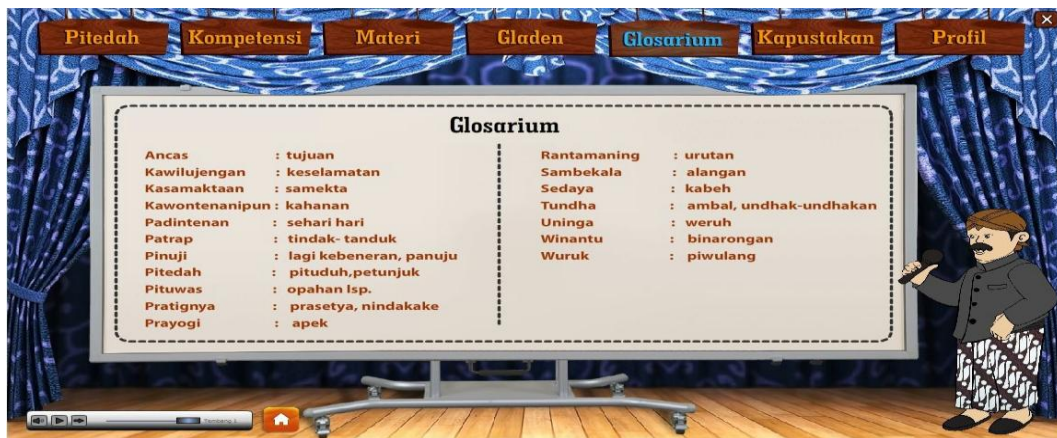 Pitedah Kompetensi Materi Gladen Glosarium Kapustakan Profil
Glosarium
Ancas : tujuan
Kawilujengan : keselamatan
Kasamaktaan : samekta
Kawontenanipun : kahanan
Padintenan : sehari hari
Patrap : tindak- tanduk
Pinuji : lagi kebeneran, panuju
Pitedah : pituduh,petunjuk
Pituwas : opahan lsp.
Pratignya : prasetya, nindakake
Prayogi : apek
Rantamaning : urutan
Sambekala : alangan
Sedaya : kabeh
Tundha : ambal, undhak-undhakan
Uninga : weruh
Winantu : binarongan
Wuruk : piwulang
Tembang 1